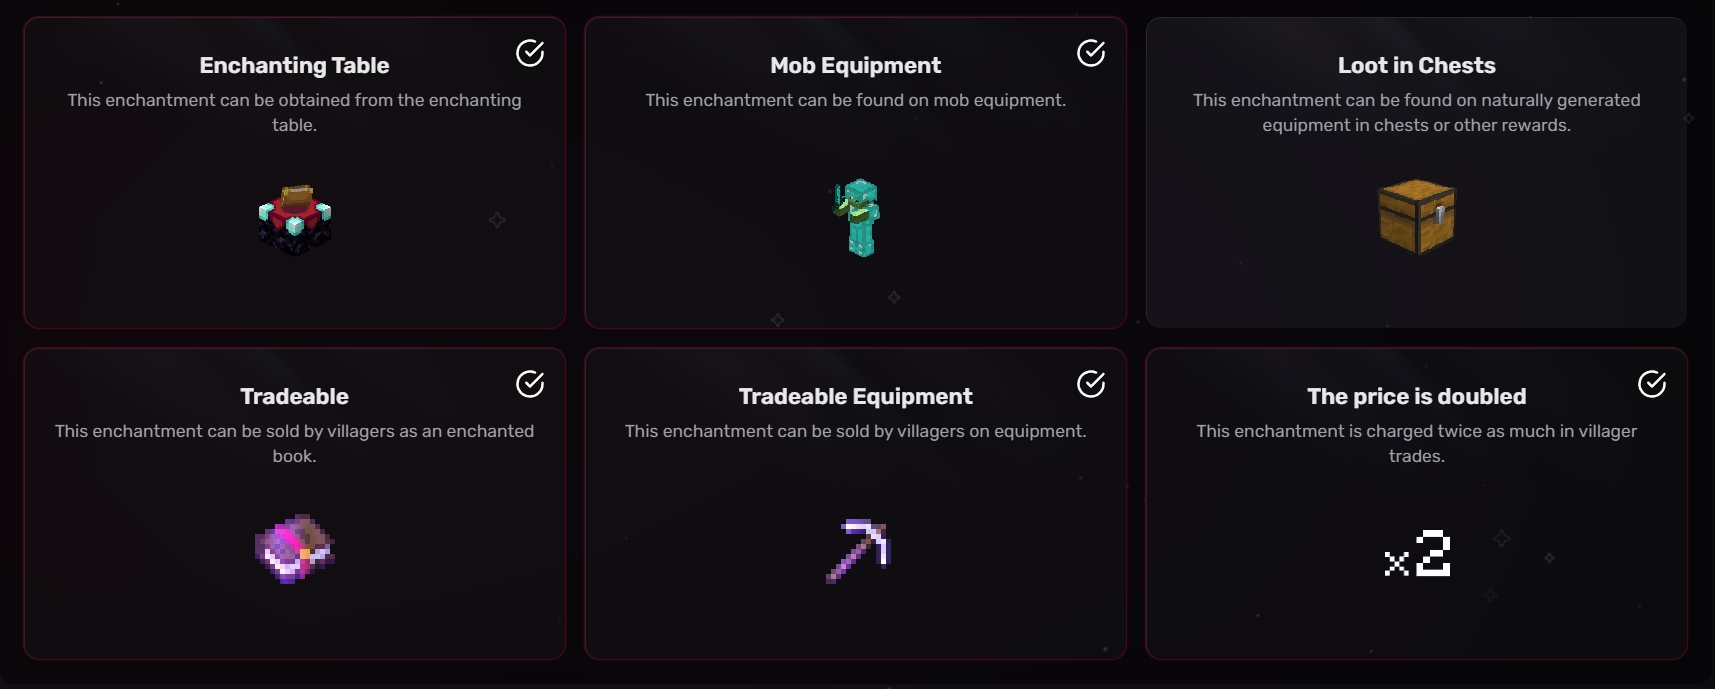 Enchanting Table
This enchantment can be obtained from the enchanting
table.
Mob Equipment
This enchantment can be found on mob equipment.
Loot in Chests
This enchantment can be found on naturally generated
equipment in chests or other rewards.
Tradeable
This enchantment can be sold by villagers as an enchanted
book.
Tradeable Equipment
This enchantment can be sold by villagers on equipment.
The price is doubled
This enchantment is charged twice as much in villager
trades.
x2